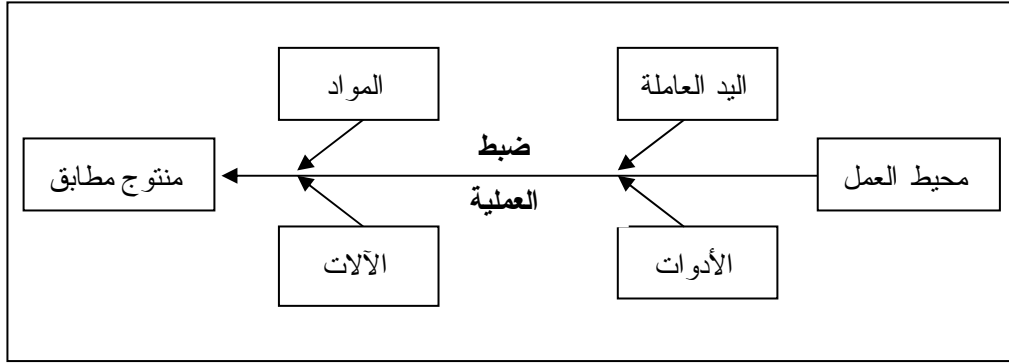 اليد العاملة
المواد
ضبط
محيط العمل
منتوج مطابق
العملية
الأدوات
الآلات